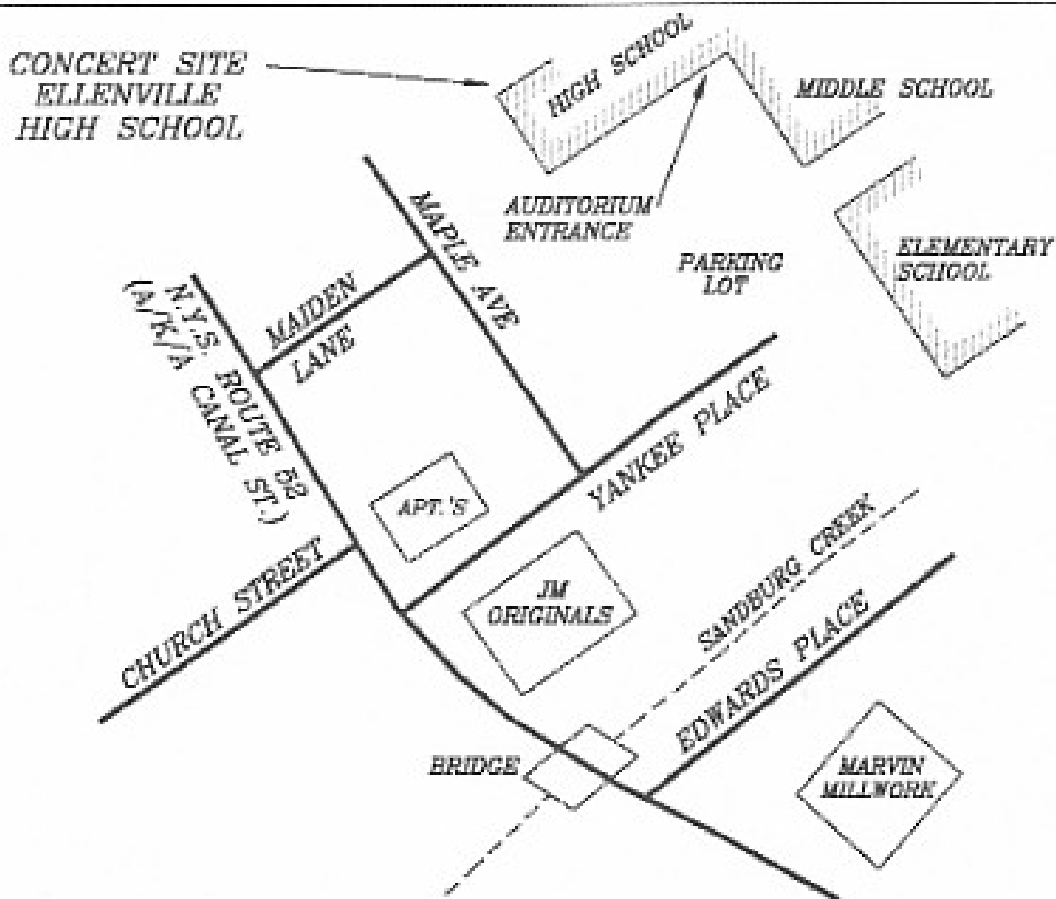 CONCERT SITE
ELLENVILLE
HIGH SCHOOL
HIGH SCHOOL
MIDDLE SCHOOL
AUDITORIUM
ENTRANCE
PARKING
LOT
ELEMENTARY
SCHOOL
MAPLE AVE
MAIDEN
LANE
N.Y.S. ROUTE 52
(A/K/A CANAL ST.)
YANKEE PLACE
APT.'S
CHURCH STREET
JM
ORIGINALS
SANDBURG CREEK
EDWARDS PLACE
BRIDGE
MARVIN
MILLWORK